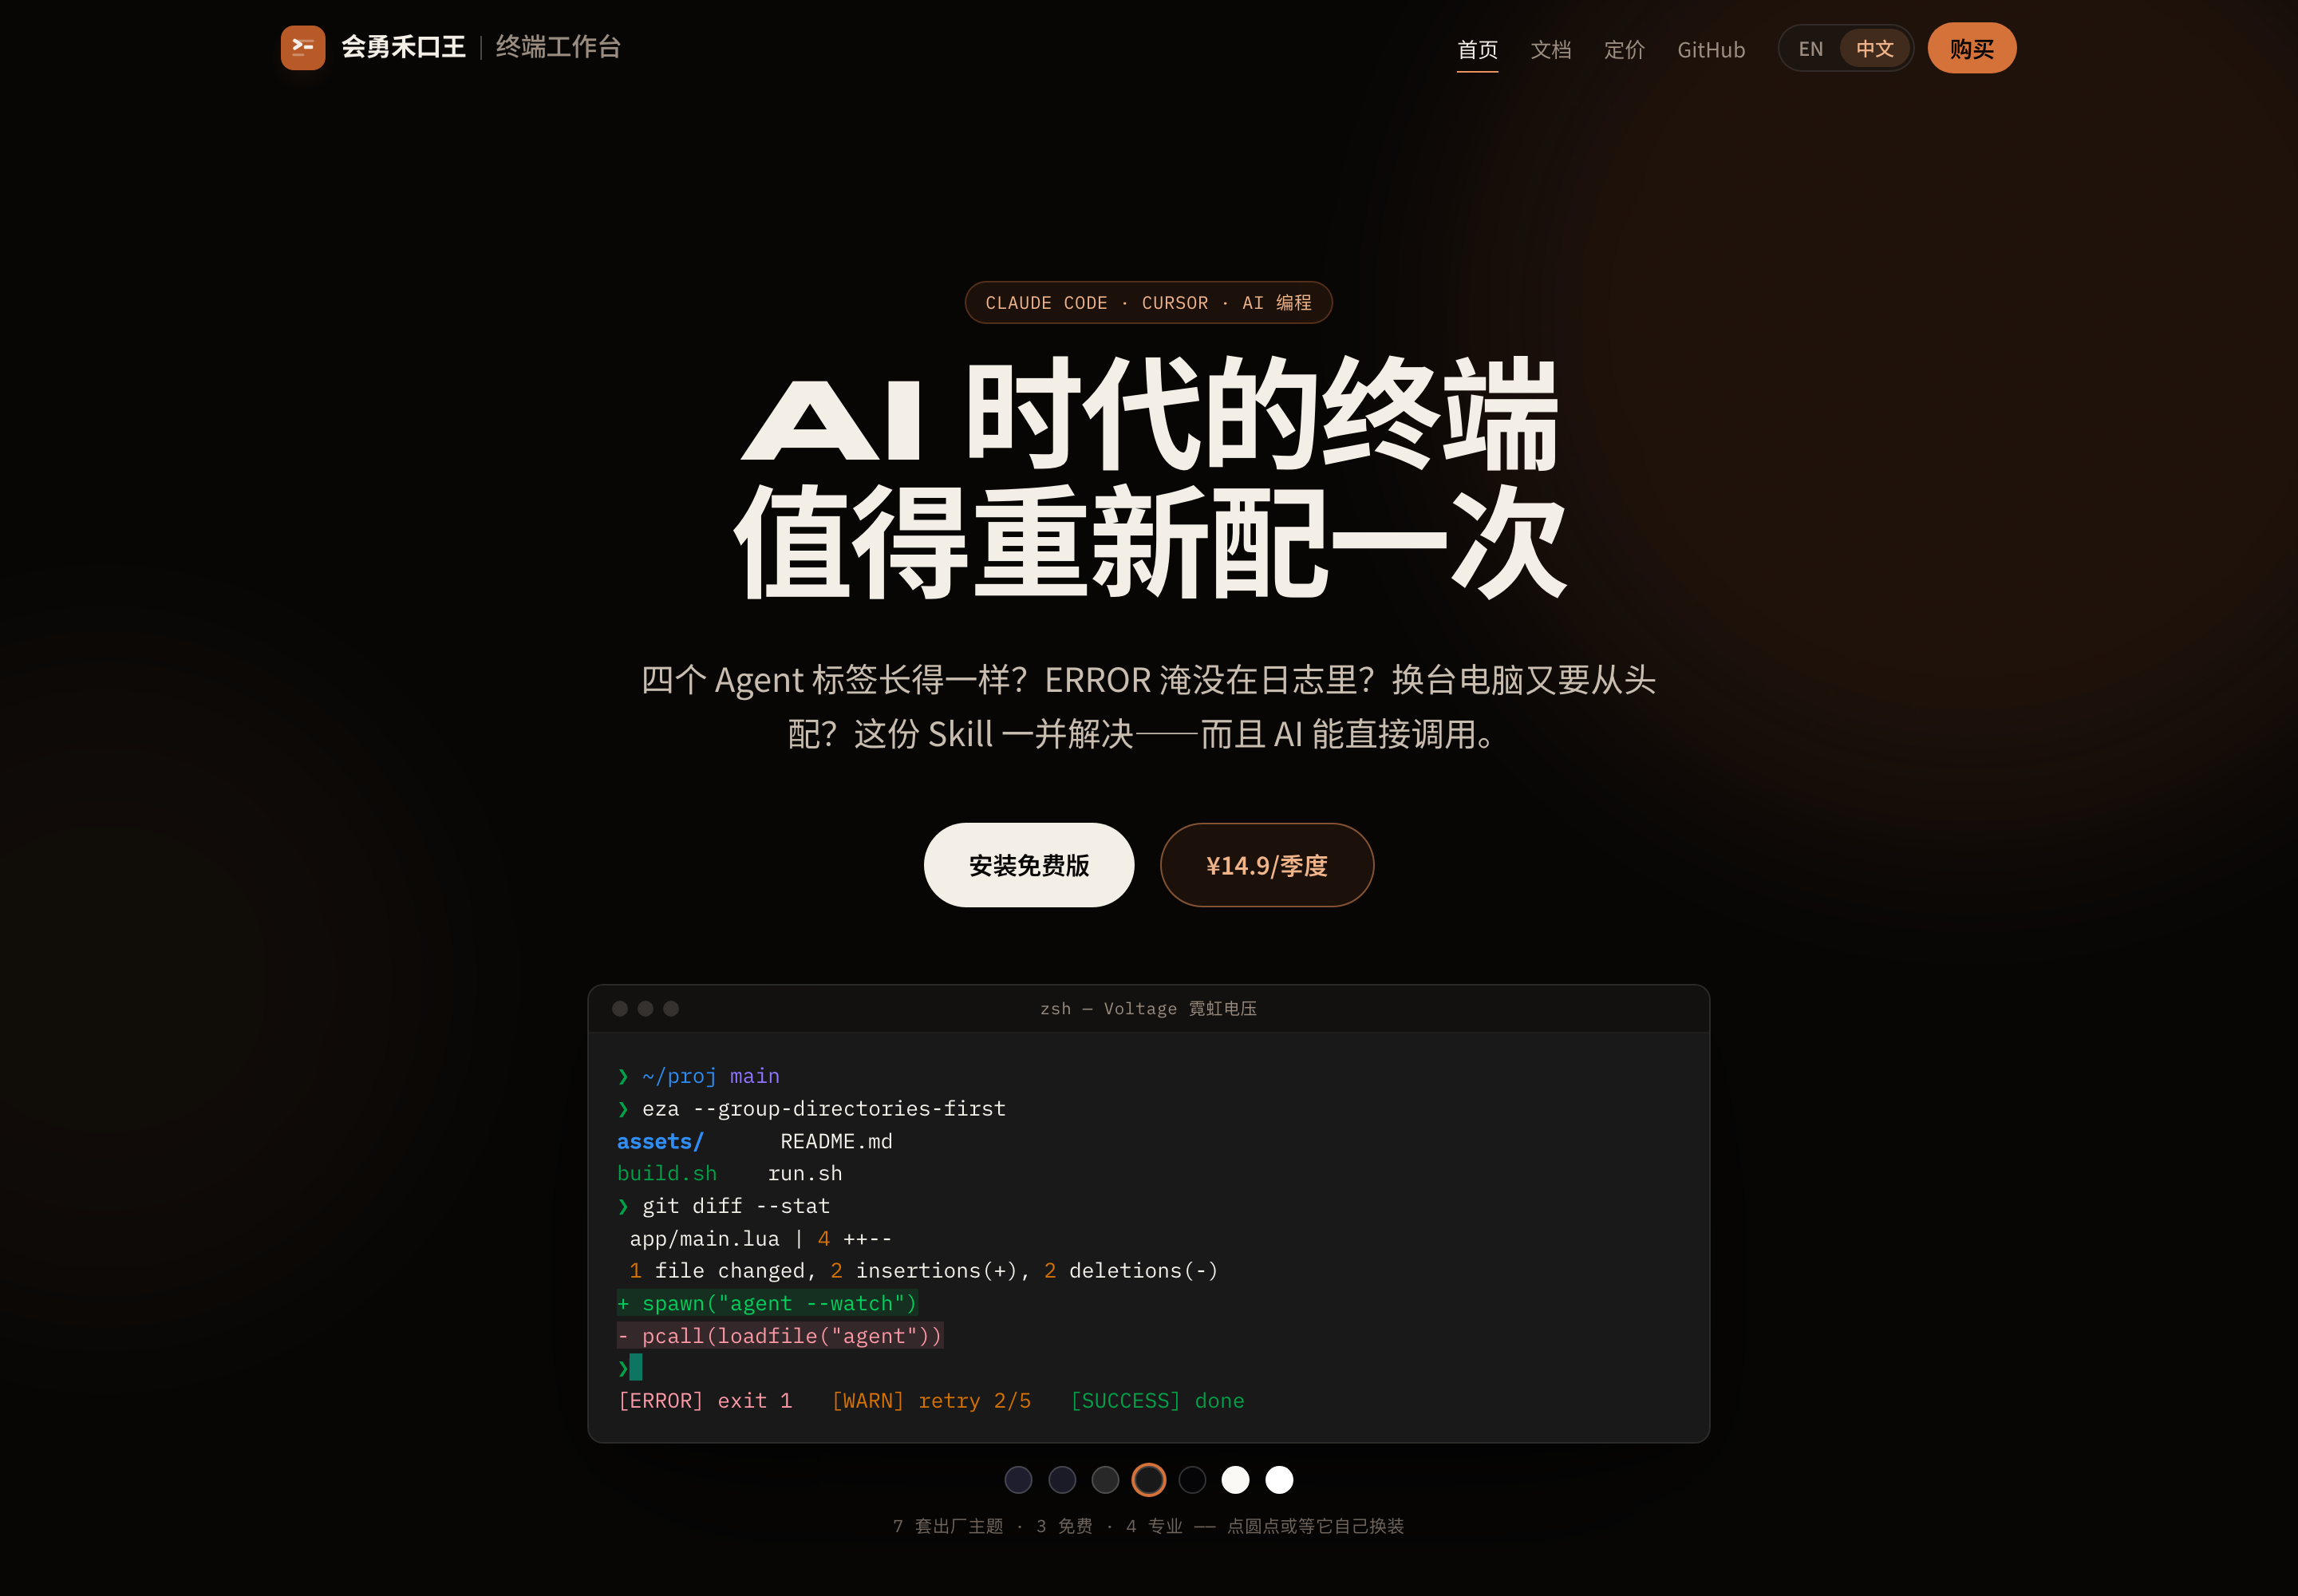 会勇禾口王 | 终端工作台
首页 文档 定价 GitHub EN 中文 购买
CLAUDE CODE · CURSOR · AI 编程
AI 时代的终端
值得重新配一次
四个 Agent 标签长得一样？ERROR 淹没在日志里？换台电脑又要从头
配？这份 Skill 一并解决——而且 AI 能直接调用。
安装免费版 ¥14.9/季度
zsh — Voltage 霓虹电压
❯ ~/proj main
❯ eza --group-directories-first
assets/      README.md
build.sh    run.sh
❯ git diff --stat
 app/main.lua | 4 ++--
 1 file changed, 2 insertions(+), 2 deletions(-)
+ spawn("agent --watch")
- pcall(loadfile("agent"))
❯
[ERROR] exit 1   [WARN] retry 2/5   [SUCCESS] done
7 套出厂主题 · 3 免费 · 4 专业 —— 点圆点或等它自己换装